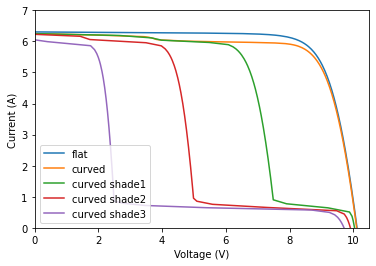 7
6
5
4
3
2
1
0
Current (A)
flat
curved
curved shade1
curved shade2
curved shade3
0 2 4 6 8 10
Voltage (V)